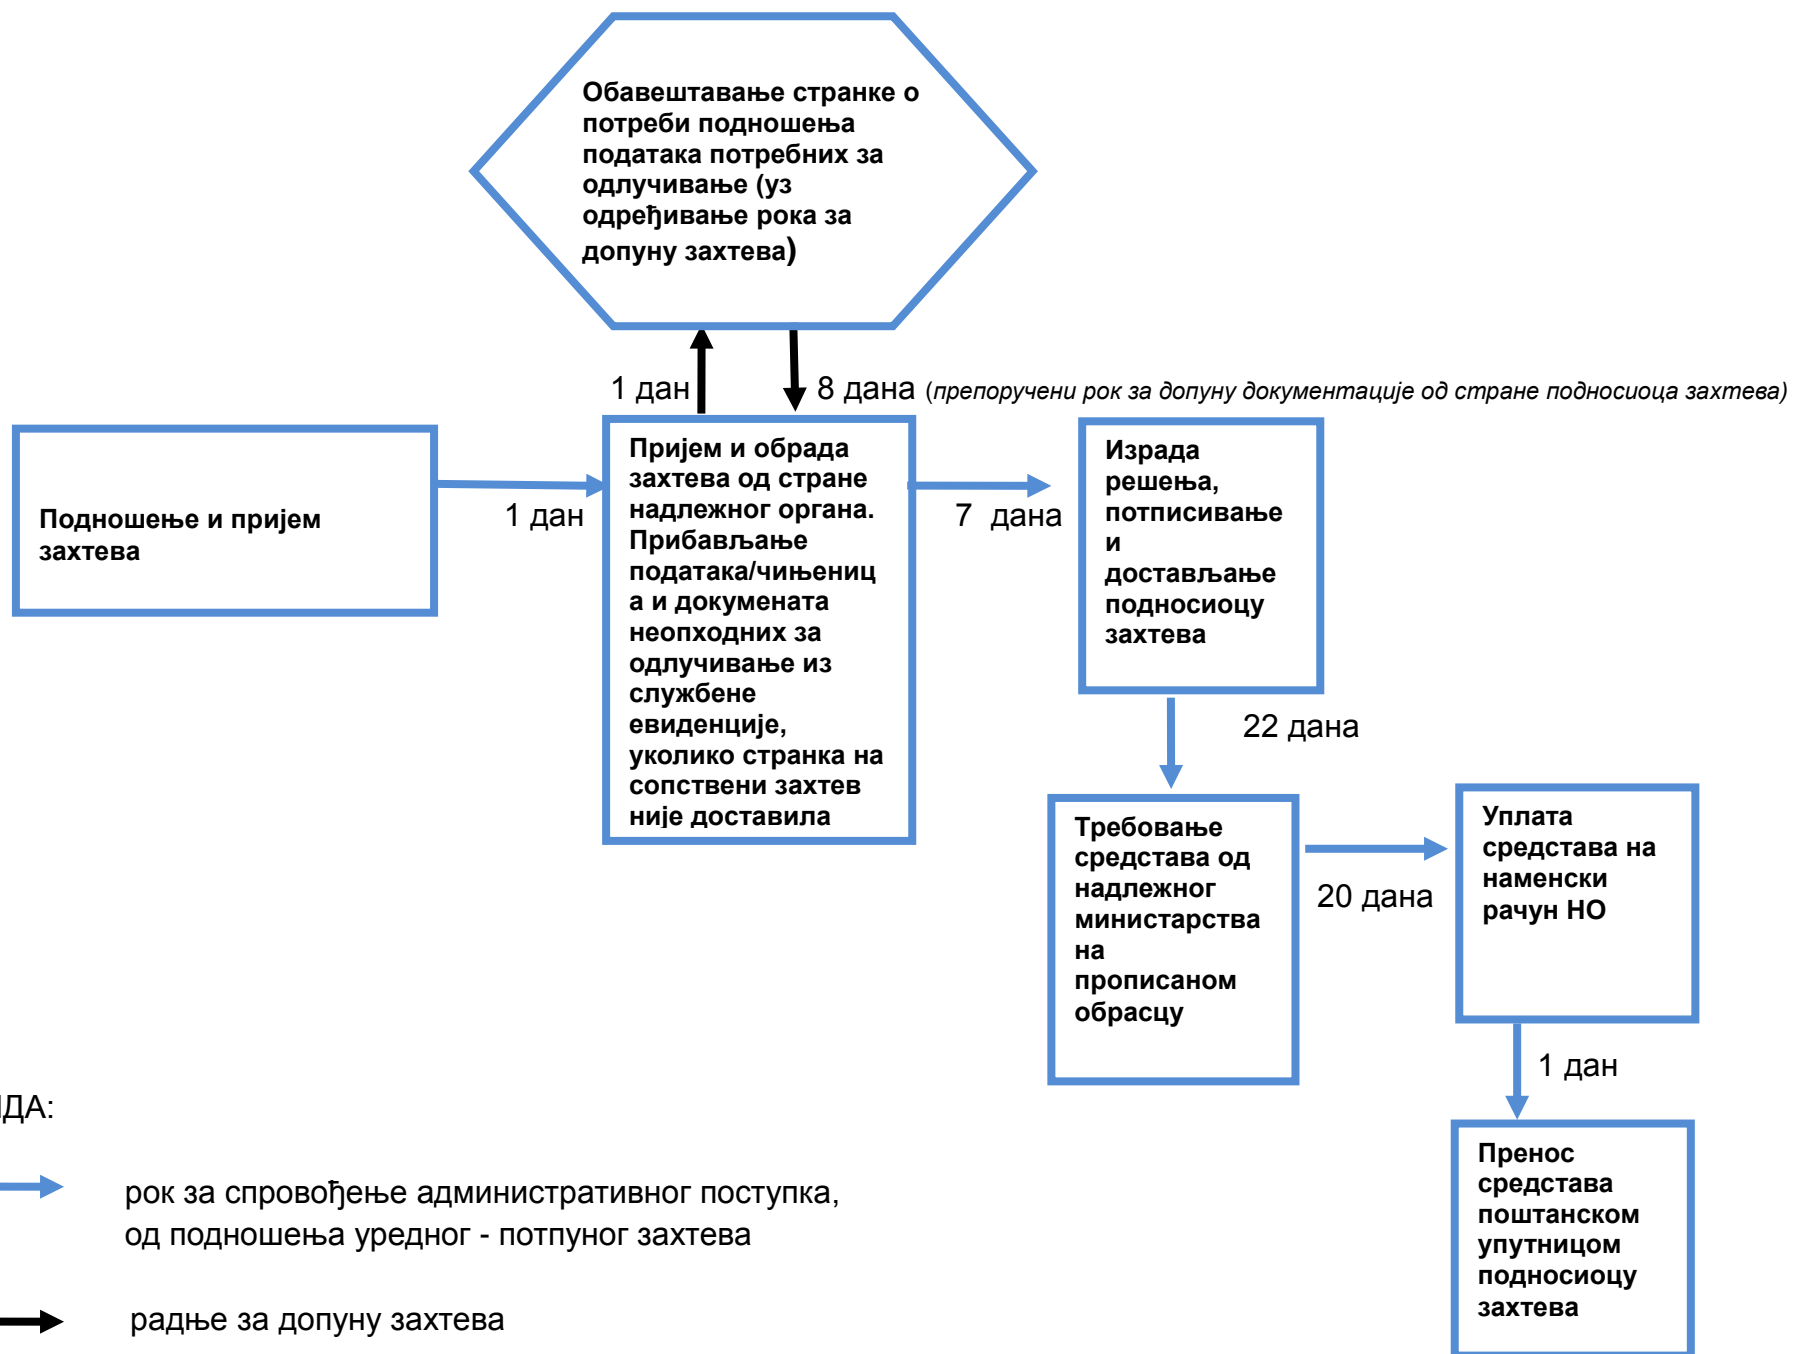 Обавештавање странке о
потреби подношења
података потребних за
одлучивање (уз
одређивање рока за
допуну захтева)
1 дан
8 дана (препоручени рок за допуну документације од стране подносиоца захтева)
Подношење и пријем
захтева
1 дан
Пријем и обрада
захтева од стране
надлежног органа.
Прибављање
података/чињениц
а и докумената
неопходних за
одлучивање из
службене
евиденције,
уколико странка на
сопствени захтев
није доставила
7 дана
Израда
решења,
потписивање
и
достављање
подносиоцу
захтева
22 дана
Требовање
средстава од
надлежног
министарства
на
прописаном
обрасцу
20 дана
Уплата
средстава на
наменски
рачун НО
1 дан
Пренос
средстава
поштанском
упутницом
подносиоцу
захтева
ДА:
рок за спровођење административног поступка,
од подношења уредног - потпуног захтева
радње за допуну захтева